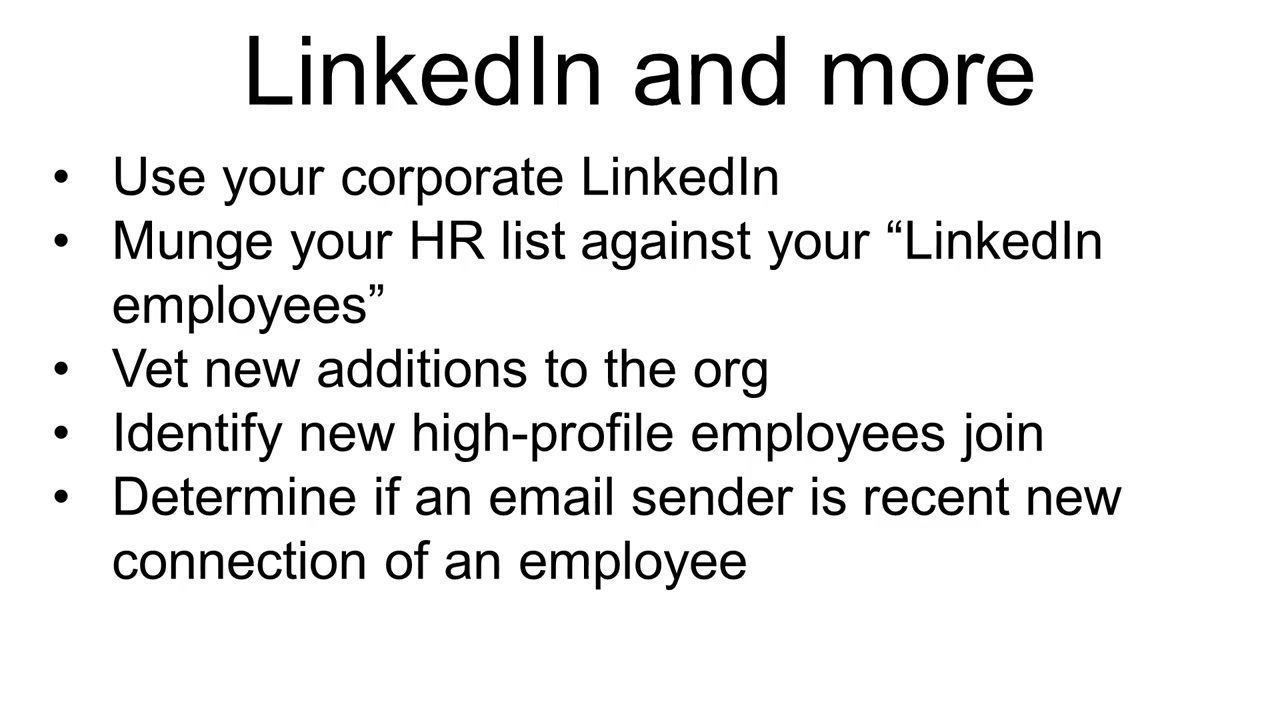 LinkedIn and more
• Use your corporate LinkedIn
• Munge your HR list against your “LinkedIn
employees”
• Vet new additions to the org
• Identify new high-profile employees join
• Determine if an email sender is recent new
connection of an employee